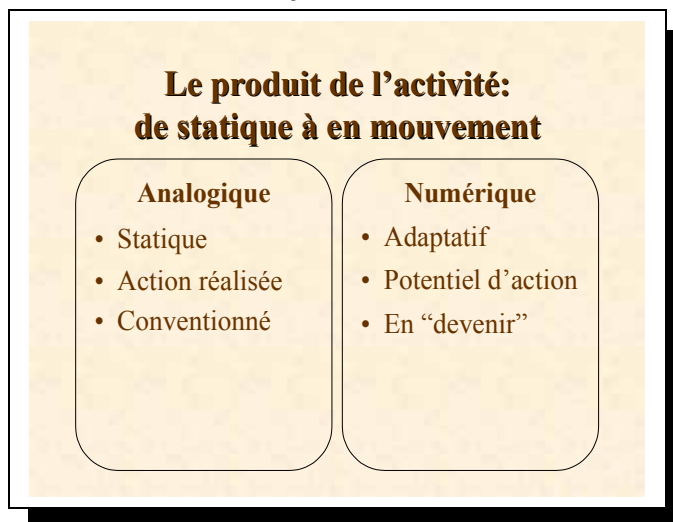 Le produit de l’activité:
de statique à en mouvement
Analogique
• Statique
• Action réalisée
• Conventionné
Numérique
• Adaptatif
• Potentiel d’action
• En “devenir”